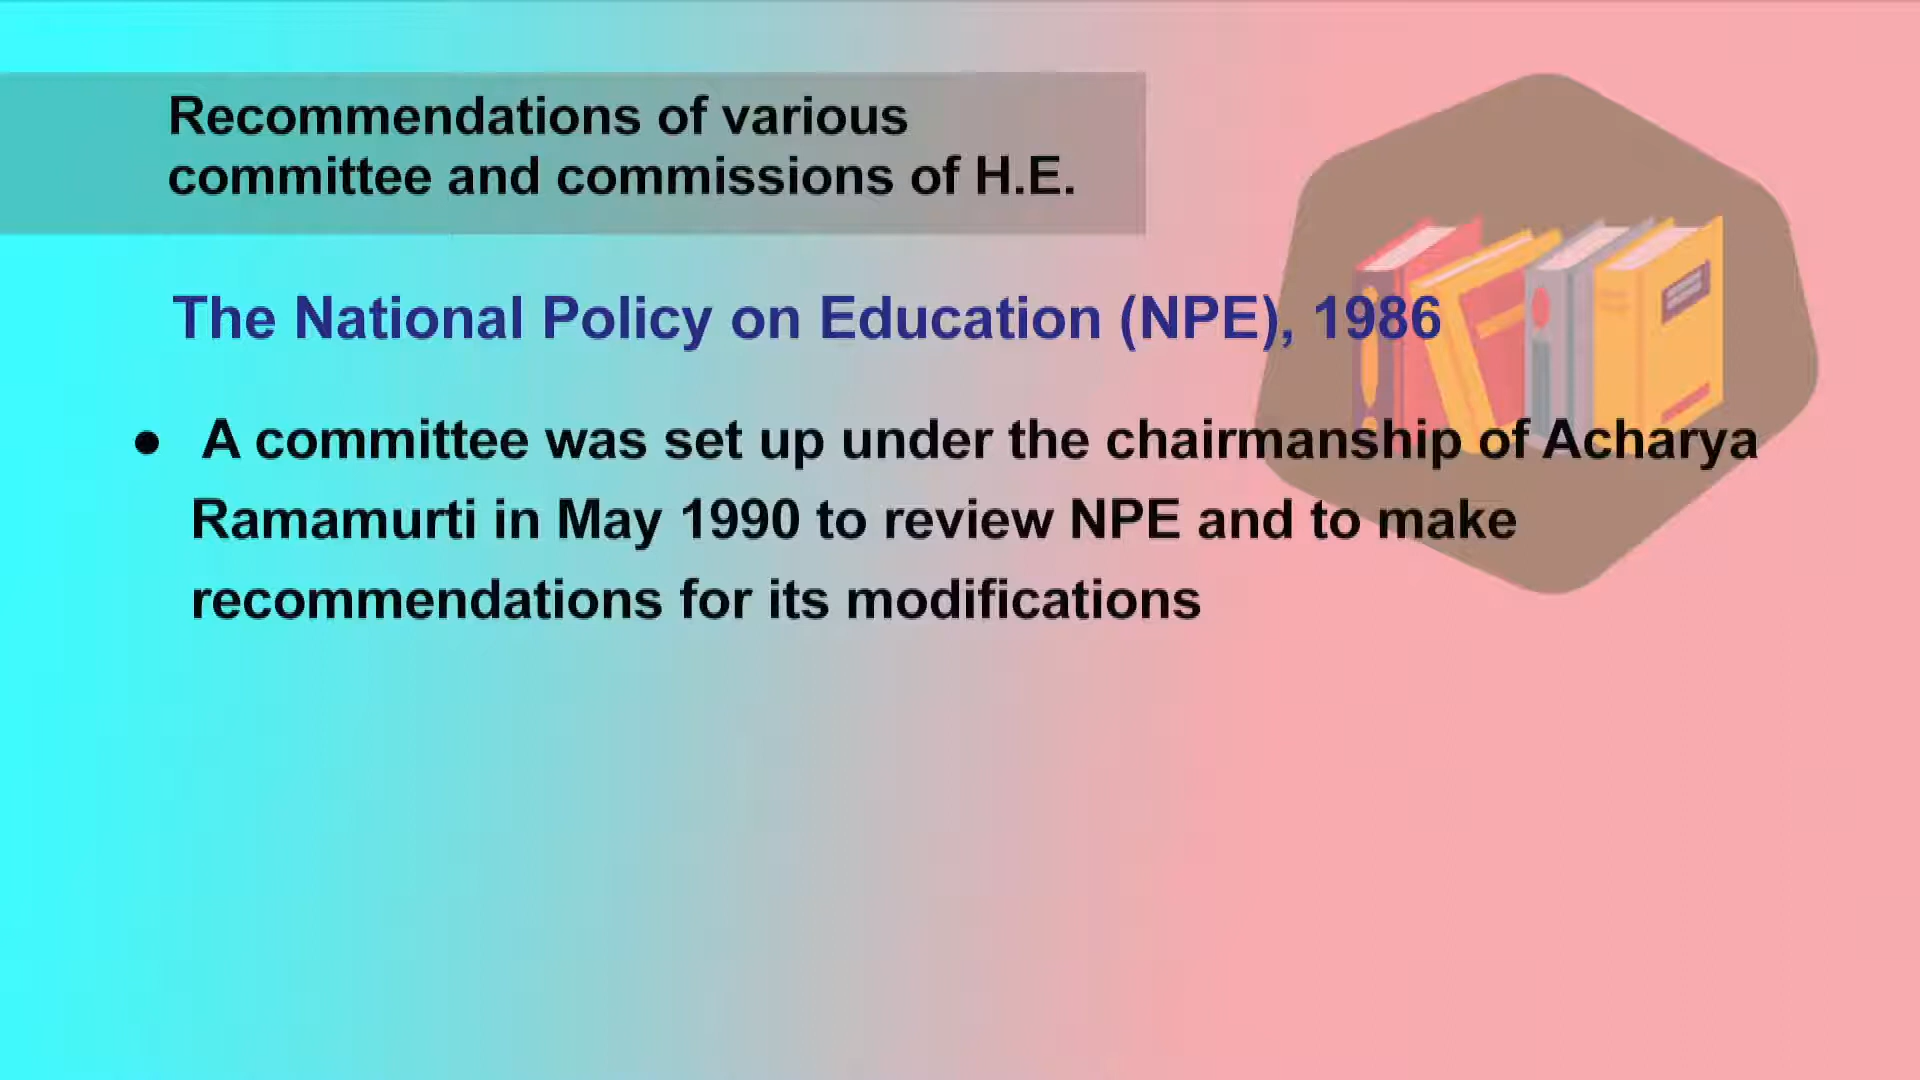 Recommendations of various
committee and commissions of H.E.
The National Policy on Education (NPE), 1986
● A committee was set up under the chairmanship of Acharya
Ramamurti in May 1990 to review NPE and to make
recommendations for its modifications